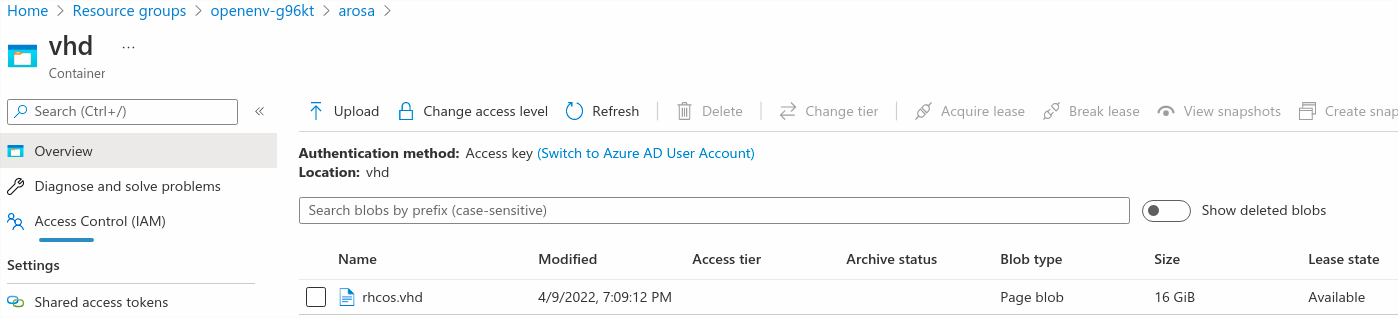 Home > Resource groups > openenv-g96kt > arosa >
vhd ...
Container
Search (Ctrl+/) «
Upload Change access level Refresh Delete Change tier Acquire lease Break lease View snapshots Create snap
Overview
Authentication method: Access key (Switch to Azure AD User Account)
Location: vhd
Diagnose and solve problems
Search blobs by prefix (case-sensitive) Show deleted blobs
Access Control (IAM)
Settings
Name Modified Access tier Archive status Blob type Size Lease state
Shared access tokens
rhcos.vhd 4/9/2022, 7:09:12 PM Page blob 16 GiB Available